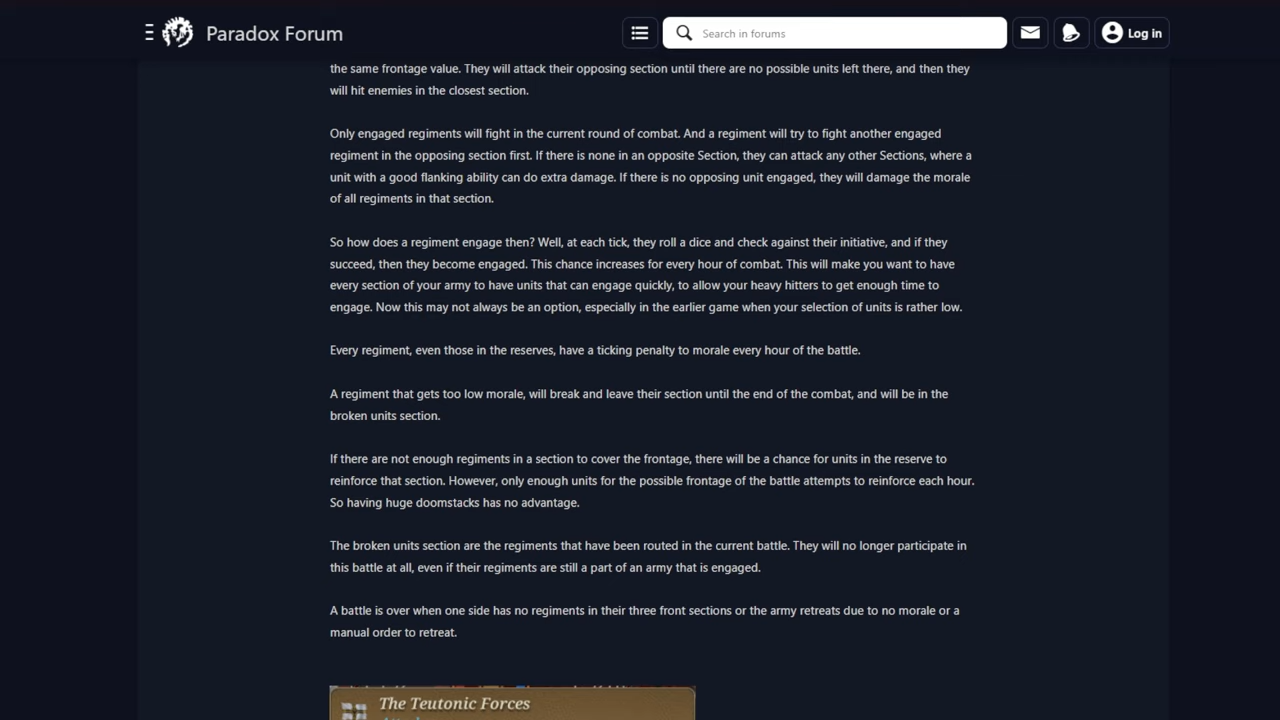 Paradox Forum
Search in forums
Log in
the same frontage value. They will attack their opposing section until there are no possible units left there, and then they
will hit enemies in the closest section.
Only engaged regiments will fight in the current round of combat. And a regiment will try to fight another engaged
regiment in the opposing section first. If there is none in an opposite Section, they can attack any other Sections, where a
unit with a good flanking ability can do extra damage. If there is no opposing unit engaged, they will damage the morale
of all regiments in that section.
So how does a regiment engage then? Well, at each tick, they roll a dice and check against their initiative, and if they
succeed, then they become engaged. This chance increases for every hour of combat. This will make you want to have
every section of your army to have units that can engage quickly, to allow your heavy hitters to get enough time to
engage. Now this may not always be an option, especially in the earlier game when your selection of units is rather low.
Every regiment, even those in the reserves, have a ticking penalty to morale every hour of the battle.
A regiment that gets too low morale, will break and leave their section until the end of the combat, and will be in the
broken units section.
If there are not enough regiments in a section to cover the frontage, there will be a chance for units in the reserve to
reinforce that section. However, only enough units for the possible frontage of the battle attempts to reinforce each hour.
So having huge doomstacks has no advantage.
The broken units section are the regiments that have been routed in the current battle. They will no longer participate in
this battle at all, even if their regiments are still a part of an army that is engaged.
A battle is over when one side has no regiments in their three front sections or the army retreats due to no morale or a
manual order to retreat.
The Teutonic Forces